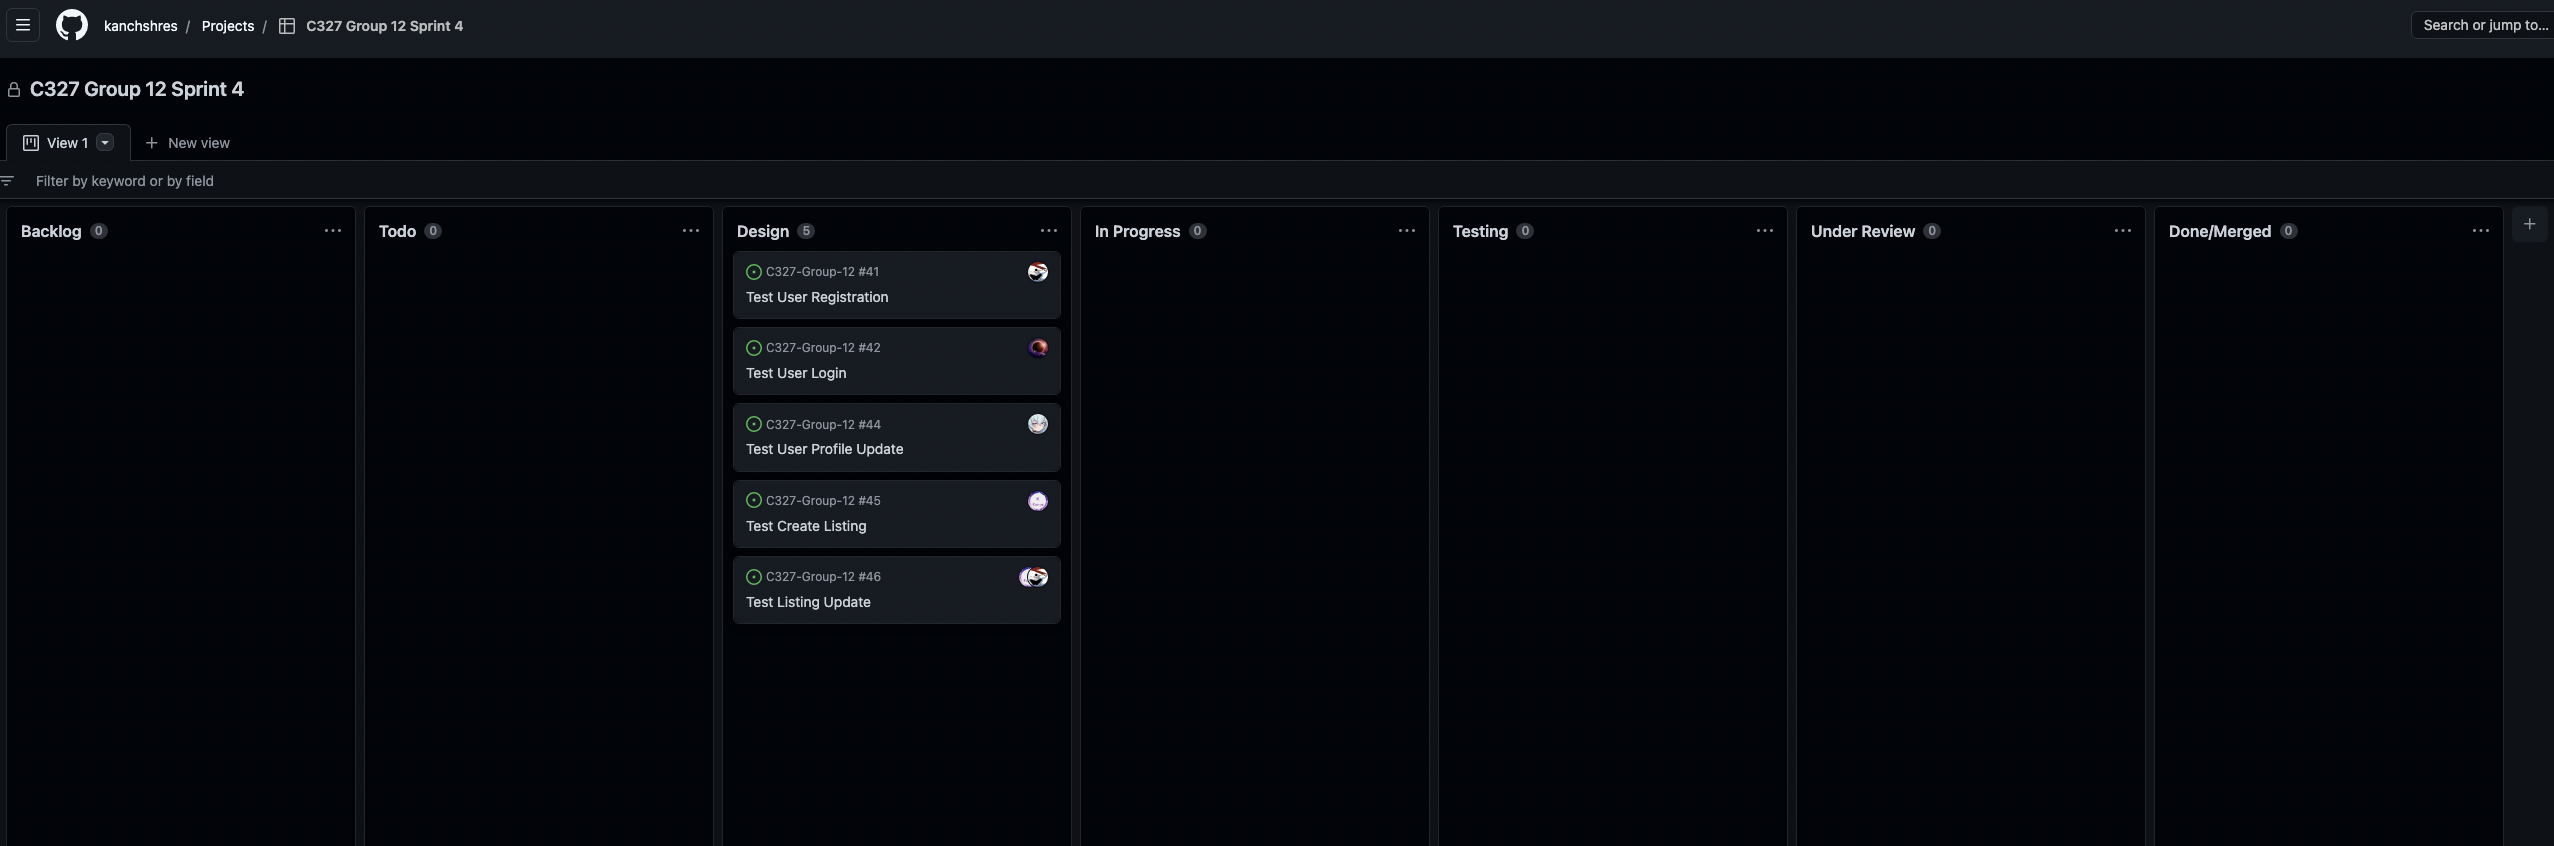 kanchshres / Projects / C327 Group 12 Sprint 4
Search or jump to...
C327 Group 12 Sprint 4
View 1
New view
Filter by keyword or by field
Backlog 0
Todo 0
Design 5
C327-Group-12 #41
Test User Registration
C327-Group-12 #42
Test User Login
C327-Group-12 #44
Test User Profile Update
C327-Group-12 #45
Test Create Listing
C327-Group-12 #46
Test Listing Update
In Progress 0
Testing 0
Under Review 0
Done/Merged 0